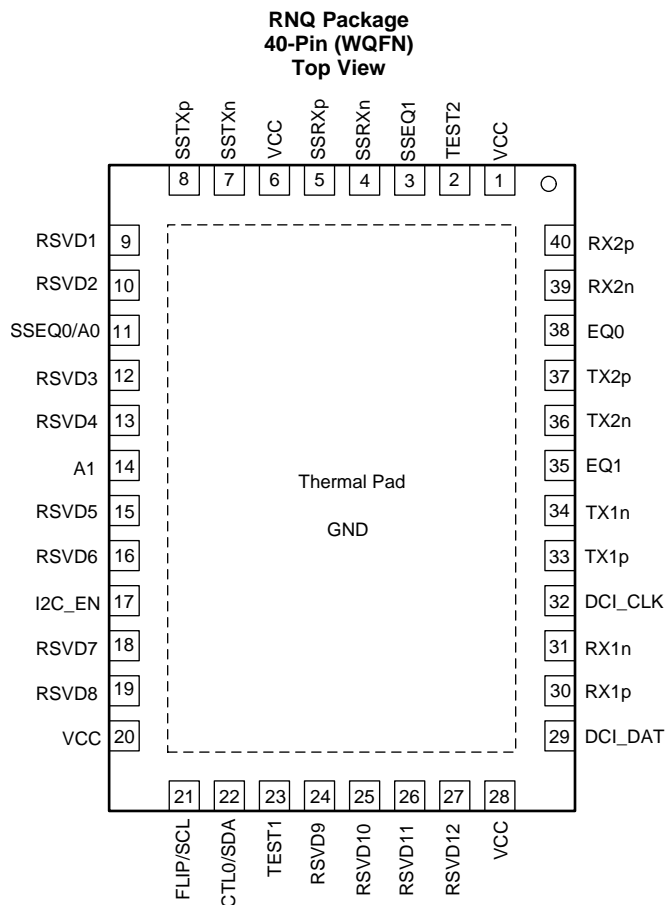 RNQ Package
40-Pin (WQFN)
Top View
SSTXp
SSTXn
VCC
SSRXp
SSRXn
SSEQ1
TEST2
VCC
8
7
6
5
4
3
2
1
RSVD1 9
RSVD2 10
SSEQ0/A0 11
RSVD3 12
RSVD4 13
A1 14
RSVD5 15
RSVD6 16
I2C_EN 17
RSVD7 18
RSVD8 19
VCC 20
Thermal Pad
GND
40 RX2p
39 RX2n
38 EQ0
37 TX2p
36 TX2n
35 EQ1
34 TX1n
33 TX1p
32 DCI_CLK
31 RX1n
30 RX1p
29 DCI_DAT
21
22
23
24
25
26
27
28
FLIP/SCL
CTL0/SDA
TEST1
RSVD9
RSVD10
RSVD11
RSVD12
VCC